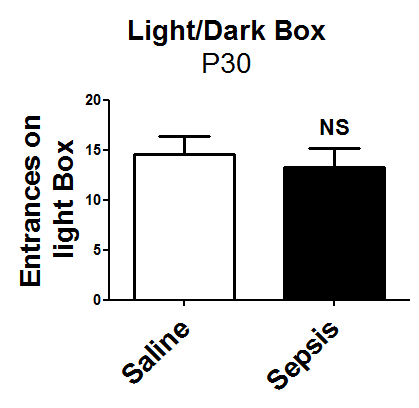 Light/Dark Box
P30
Entrances on
light Box
20
15
10
5
0
NS
Saline
Sepsis